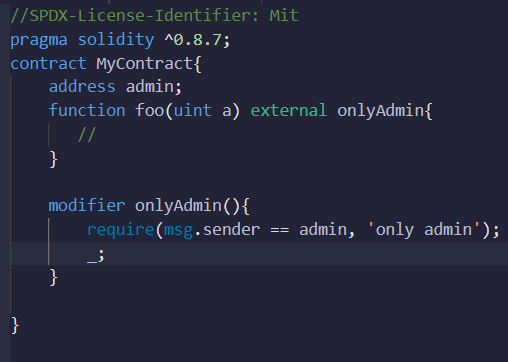 //SPDX-License-Identifier: Mit
pragma solidity ^0.8.7;
contract MyContract{
address admin;
function foo(uint a) external onlyAdmin{
//
}
modifier onlyAdmin(){
require(msg.sender == admin, 'only admin');
_;
}
}